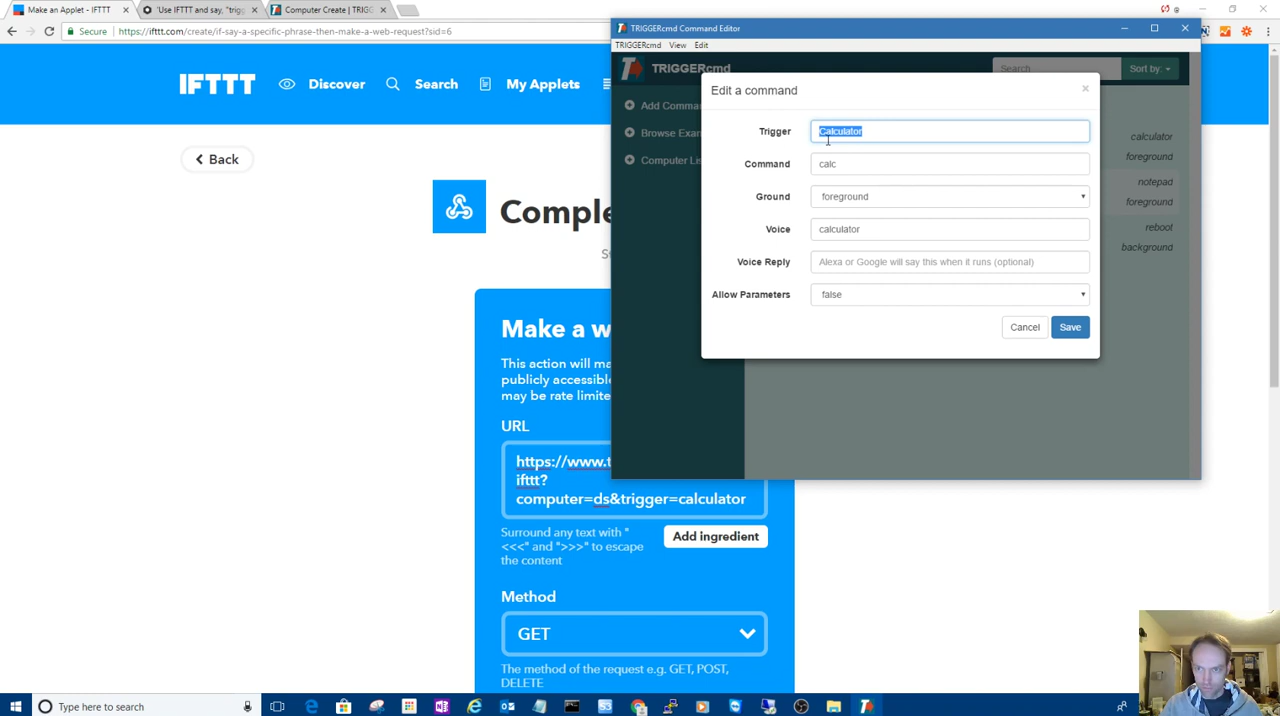 Make an Applet - IFTTT
'Use IFTTT and say, "trigg
Computer Create | TRIGG
Secure
https://ifttt.com/create/if-say-a-specific-phrase-then-make-a-web-request?sid=6
IFTTT
Discover
Search
My Applets
Back
Comple
Make a w
This action will ma
publicly accessible
may be rate limite
URL
https://www.t
ifttt?
computer=ds&trigger=calculator
Surround any text with "
<<<" and ">>>" to escape
the content
Add ingredient
Method
GET
The method of the request e.g. GET, POST,
DELETE
TRIGGERcmd Command Editor
TRIGGERcmd View Edit
TRIGGERcmd
Search
Sort by:
Add Comma
Browse Exan
Computer Lis
calculator
foreground
notepad
foreground
reboot
background
Edit a command
×
Trigger
Calculator
Command
calc
Ground
foreground
Voice
calculator
Voice Reply
Alexa or Google will say this when it runs (optional)
Allow Parameters
false
Cancel
Save
Type here to search